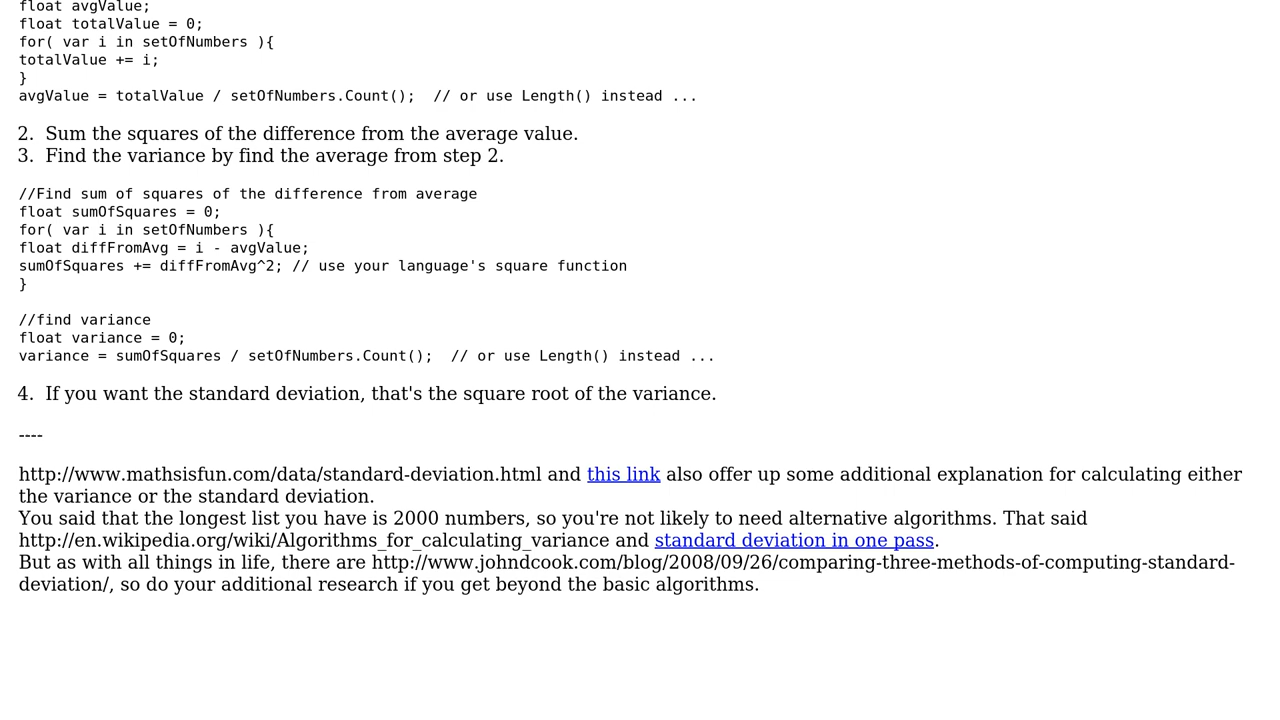 float avgValue;
float totalValue = 0;
for( var i in setOfNumbers ){
totalValue += i;
}
avgValue = totalValue / setOfNumbers.Count();  // or use Length() instead ...
2. Sum the squares of the difference from the average value.
3. Find the variance by find the average from step 2.
//Find sum of squares of the difference from average
float sumOfSquares = 0;
for( var i in setOfNumbers ){
float diffFromAvg = i - avgValue;
sumOfSquares += diffFromAvg^2; // use your language's square function
}
//find variance
float variance = 0;
variance = sumOfSquares / setOfNumbers.Count();  // or use Length() instead ...
4. If you want the standard deviation, that's the square root of the variance.
----
http://www.mathsisfun.com/data/standard-deviation.html and this link also offer up some additional explanation for calculating either
the variance or the standard deviation.
You said that the longest list you have is 2000 numbers, so you're not likely to need alternative algorithms. That said
http://en.wikipedia.org/wiki/Algorithms_for_calculating_variance and standard deviation in one pass.
But as with all things in life, there are http://www.johndcook.com/blog/2008/09/26/comparing-three-methods-of-computing-standard-
deviation/, so do your additional research if you get beyond the basic algorithms.